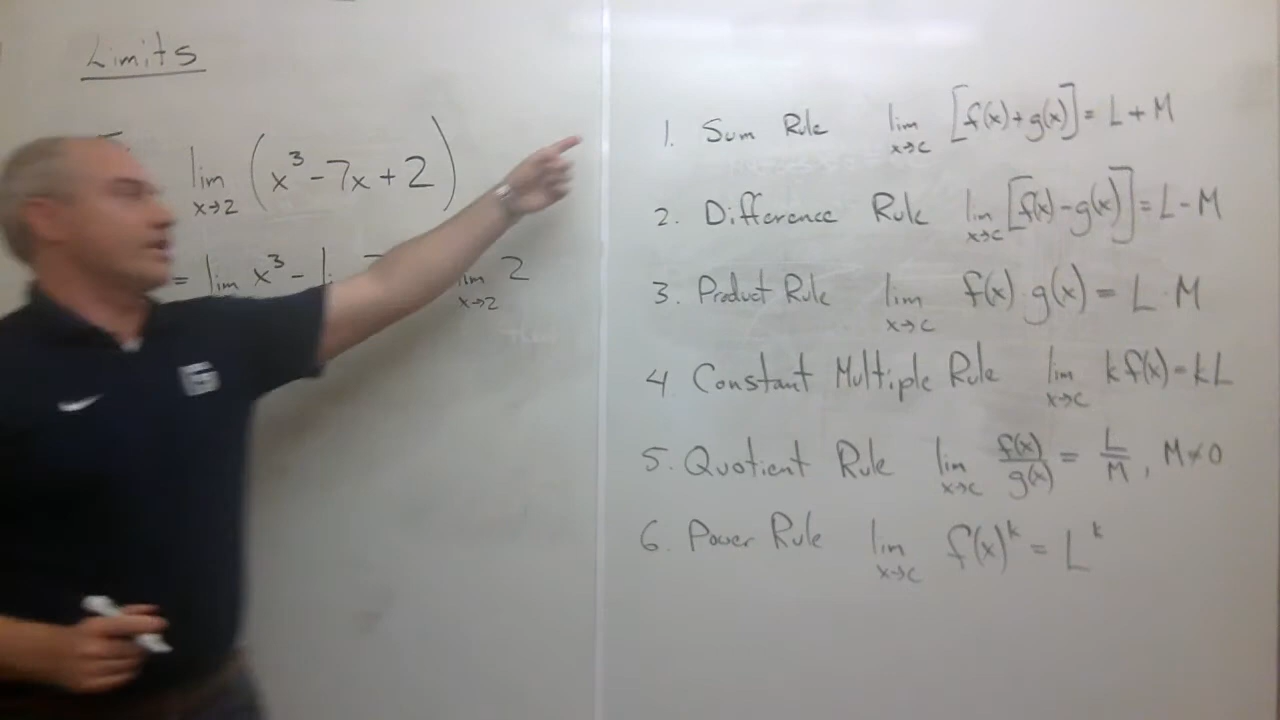 Limits
lim x→2 (x³-7x+2)
= lim x³ - li
lim x→2 2
1. Sum Rule lim x→c [f(x)+g(x)] = L + M
2. Difference Rule lim x→c [f(x)-g(x)] = L - M
3. Product Rule lim x→c f(x) · g(x) = L · M
4 Constant Multiple Rule lim x→c k f(x) = kL
5. Quotient Rule lim x→c f(x)/g(x) = L/M, M≠0
6. Power Rule lim x→c f(x)ᵏ = Lᵏ